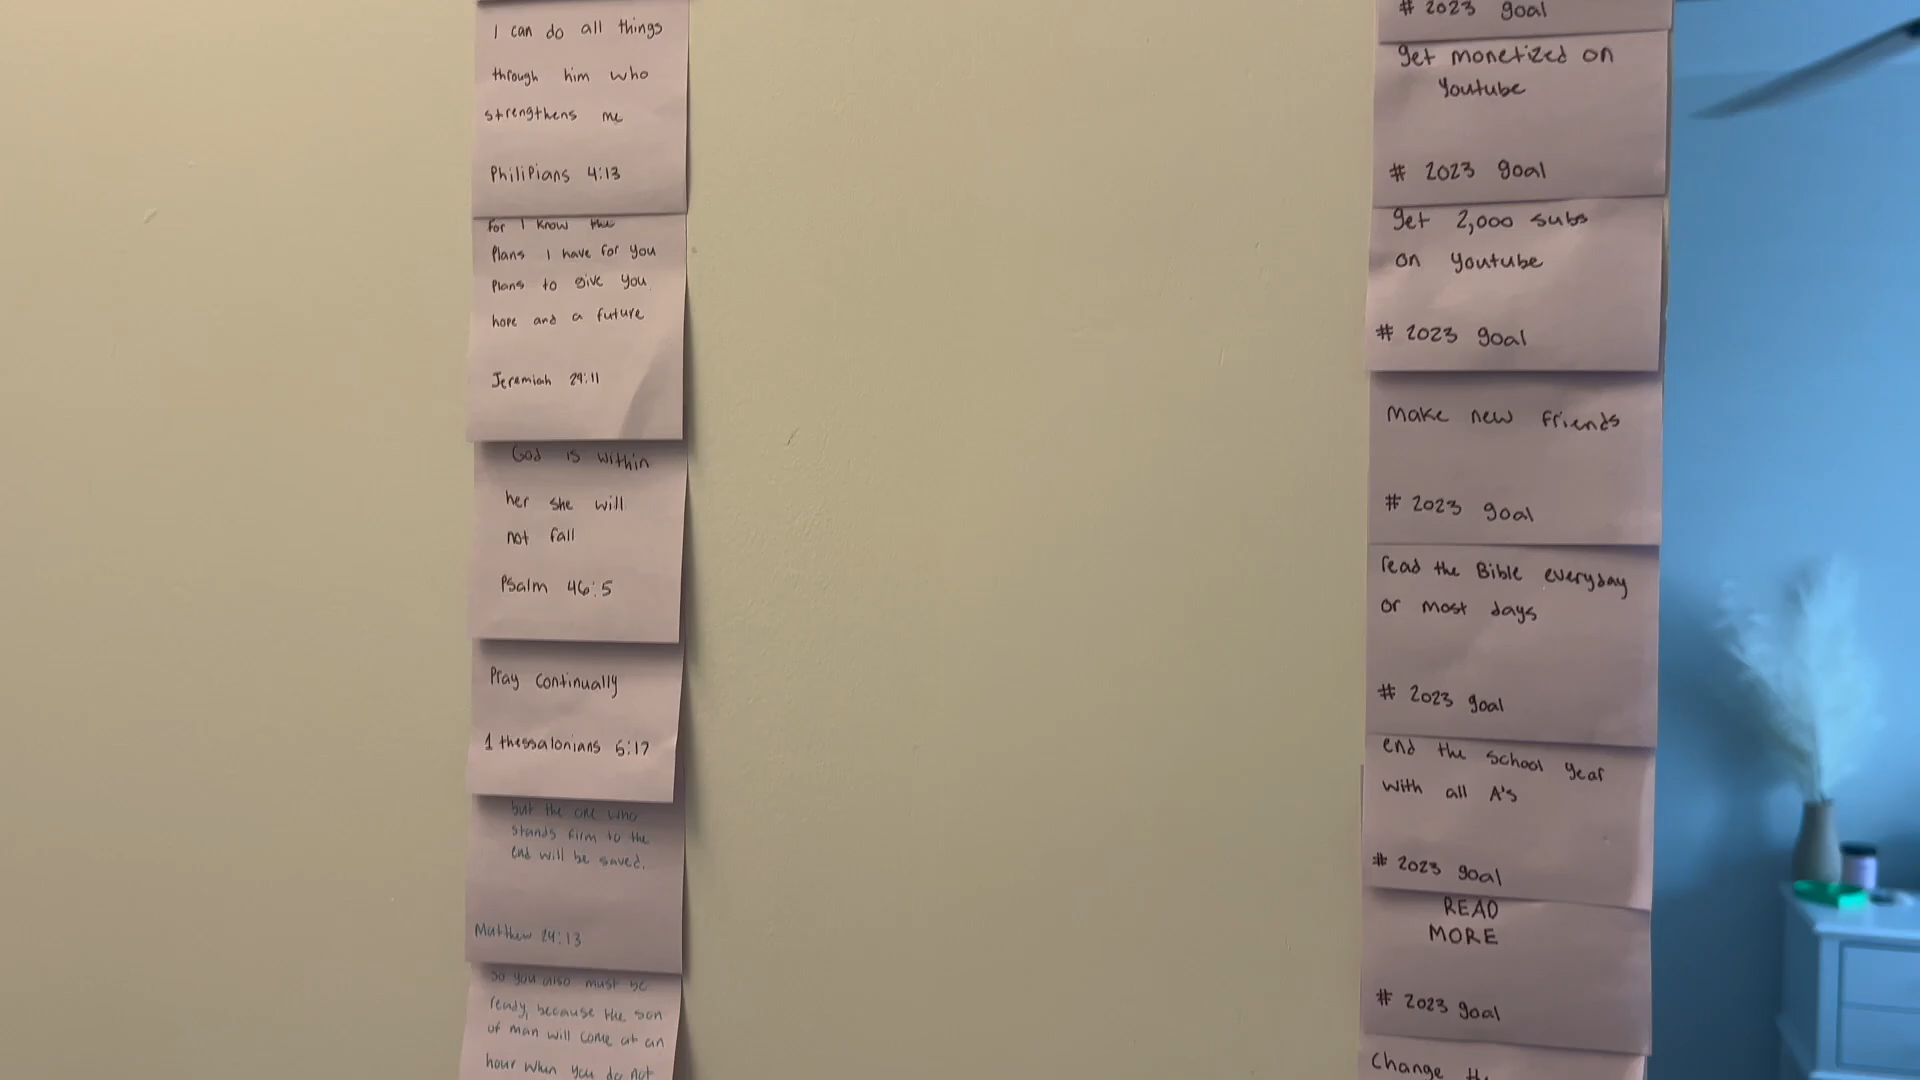 I can do all things
through him who
strengthens me
Philipians 4:13
For I know the
Plans I have for you
Plans to give you
hope and a future
Jeremiah 29:11
God is within
her she will
not fall
Psalm 46:5
Pray continually
1 thessalonians 5:17
but the one who
stands firm to the
end will be saved.
Matthew 24:13
So you also must be
ready, because the son
of man will come at an
hour when you do not
# 2023 goal
get monetized on
Youtube
# 2023 goal
get 2,000 subs
on Youtube
# 2023 goal
make new friends
# 2023 goal
read the Bible everyday
or most days
# 2023 goal
end the school year
with all A's
# 2023 goal
READ
MORE
# 2023 goal
Change